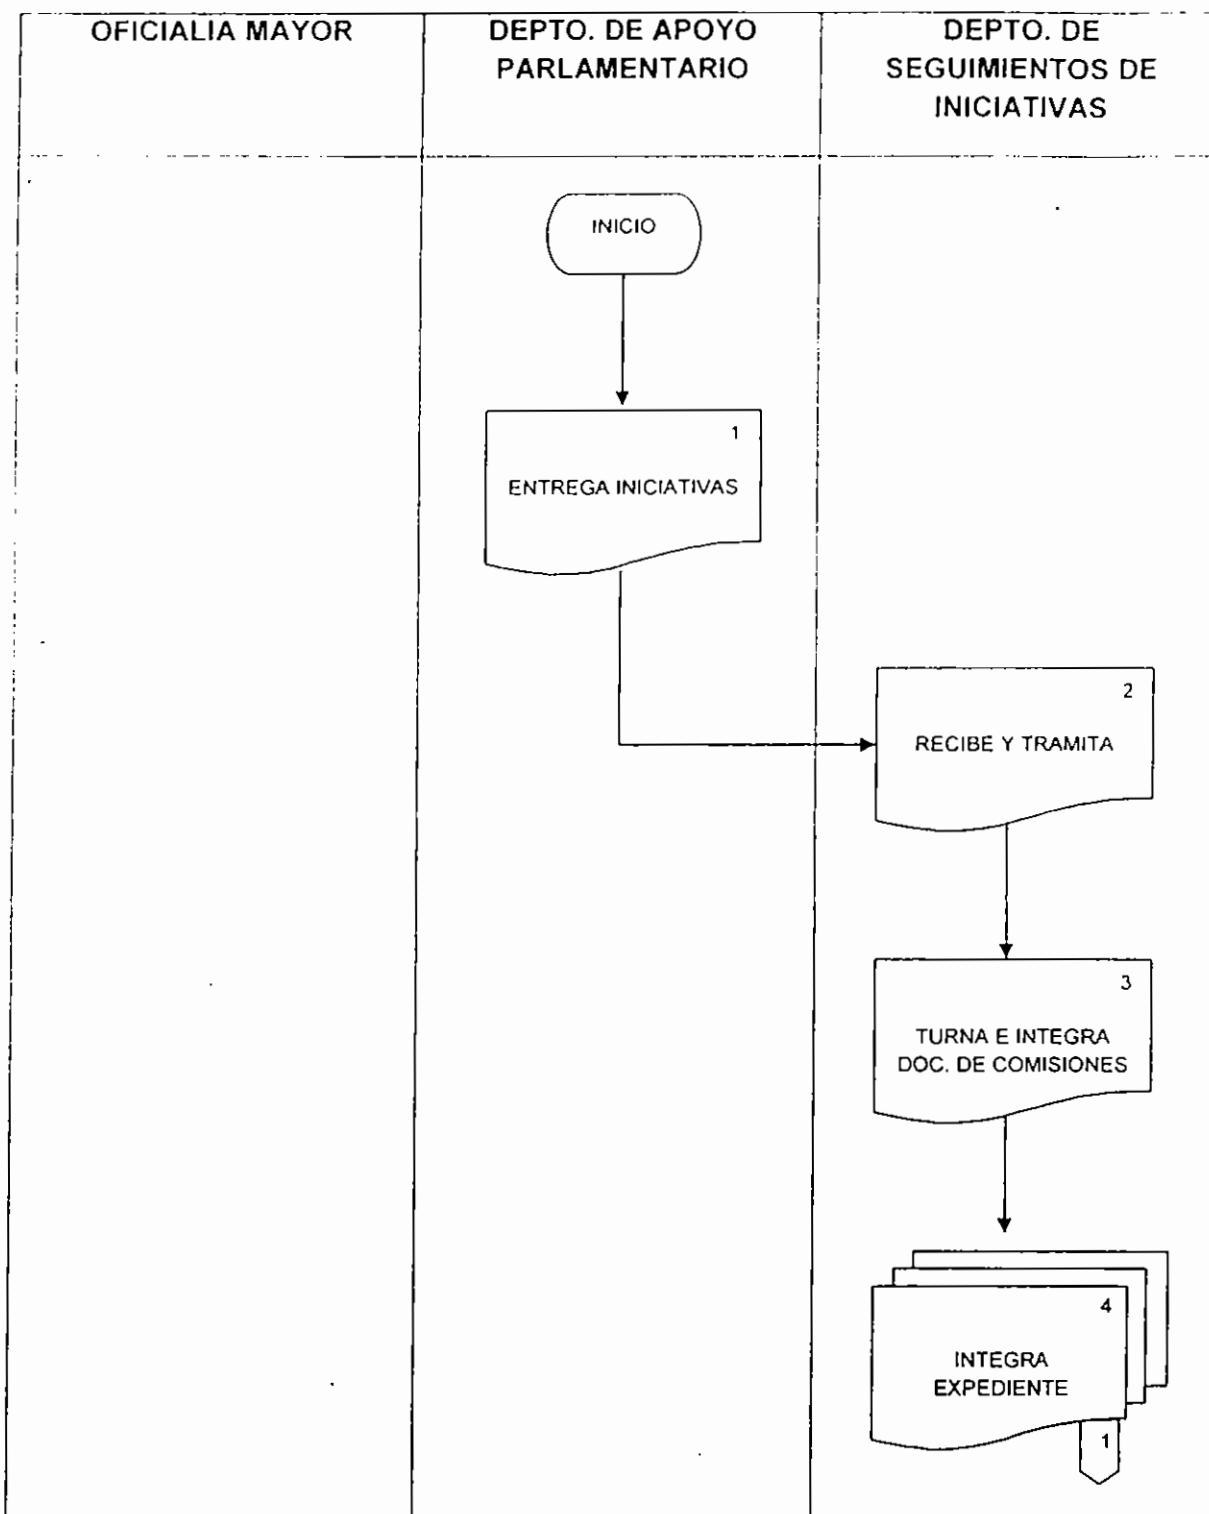 OFICIALIA MAYOR
DEPTO. DE APOYO
PARLAMENTARIO
DEPTO. DE
SEGUIMIENTOS DE
INICIATIVAS
INICIO
1
ENTREGA INICIATIVAS
2
RECIBE Y TRAMITA
3
TURNA E INTEGRA
DOC. DE COMISIONES
4
INTEGRA
EXPEDIENTE
1